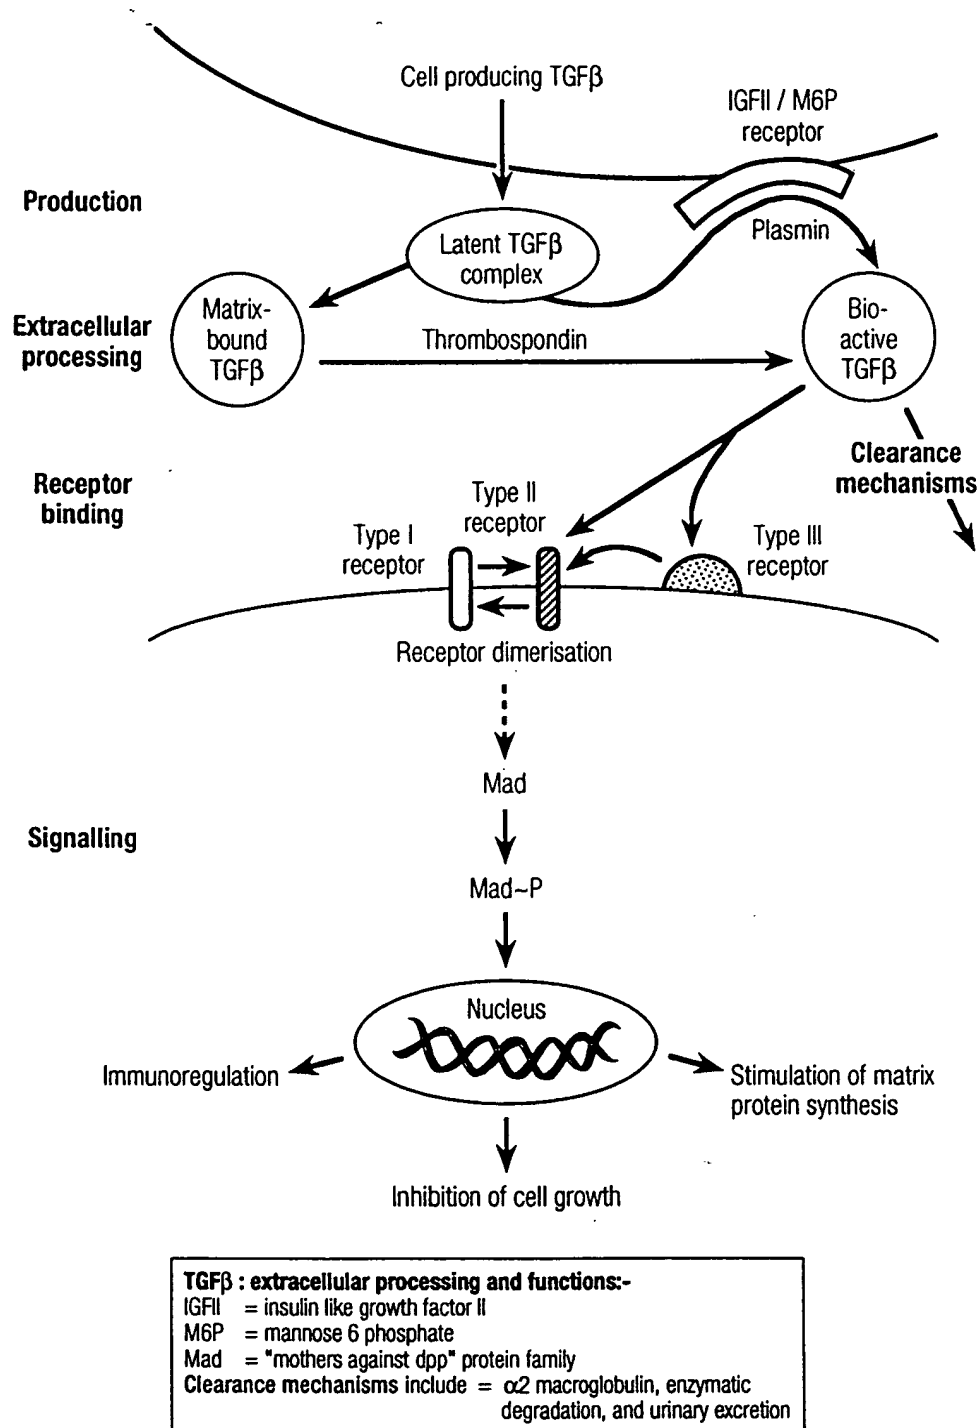 Cell producing TGFβ
IGFII / M6P
receptor
Production
Plasmin
Latent TGFβ
complex
Matrix-
bound
TGFβ
Extracellular
processing
Thrombospondin
Bio-
active
TGFβ
Clearance
mechanisms
Receptor
binding
Type II
receptor
Type I
receptor
Type III
receptor
Receptor dimerisation
Mad
Signalling
Mad~P
Nucleus
Immunoregulation
Stimulation of matrix
protein synthesis
Inhibition of cell growth
TGFβ : extracellular processing and functions:-
IGFII = insulin like growth factor II
M6P = mannose 6 phosphate
Mad = "mothers against dpp" protein family
Clearance mechanisms include = α2 macroglobulin, enzymatic
degradation, and urinary excretion